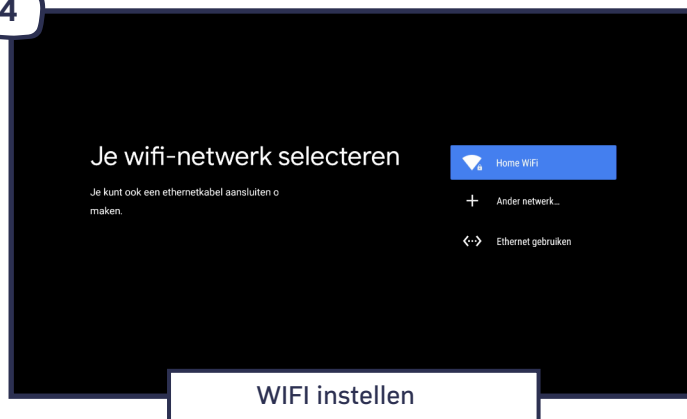 4
Je wifi-netwerk selecteren
Je kunt ook een ethernetkabel aansluiten o
maken.
Home WiFi
Ander netwerk...
Ethernet gebruiken
WIFI instellen